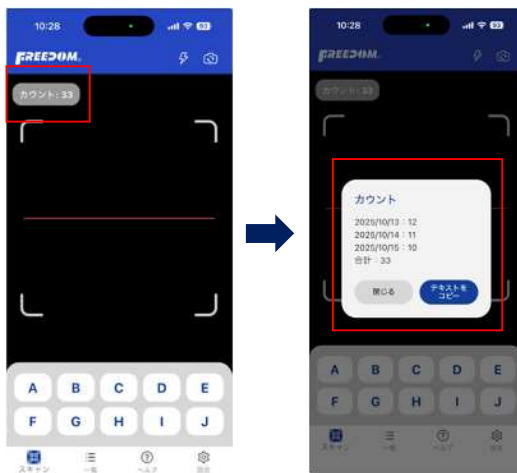 10:28
93
FREEDOM.
カウント: 33
A B C D E
F G H I J
スキャン 一覧 ヘルプ 設定
10:28
93
FREEDOM.
カウント: 33
カウント
2025/10/13：12
2025/10/14：11
2025/10/15：10
合計：33
閉じる
テキストを
コピー
A B C D E
F G H I J
スキャン 一覧 ヘルプ 設定